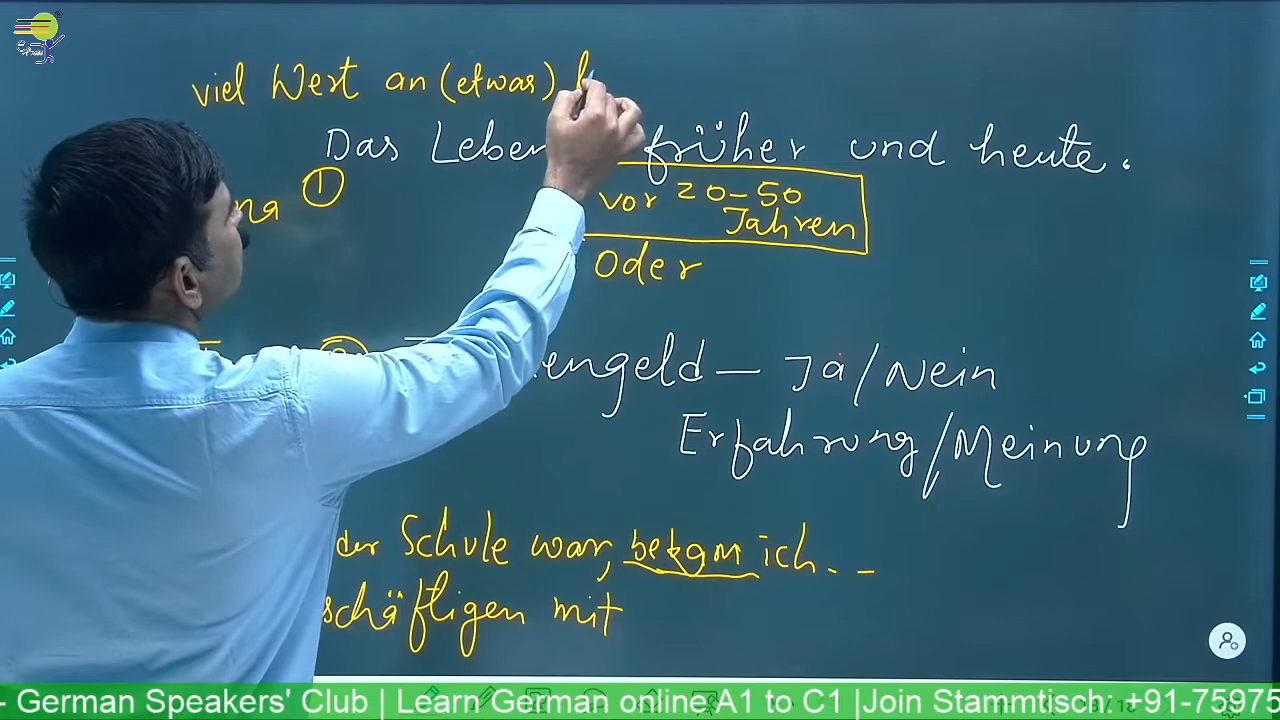 viel Wert an (etwas)
Das Leben früher und heute.
①
vor 20-50
Jahren
Oder
engeld - Ja/Nein
Erfahrung/Meinung
der Schule war, bekam ich. --
schäftigen mit
- German Speakers' Club | Learn German online A1 to C1 |Join Stammtisch: +91-75975